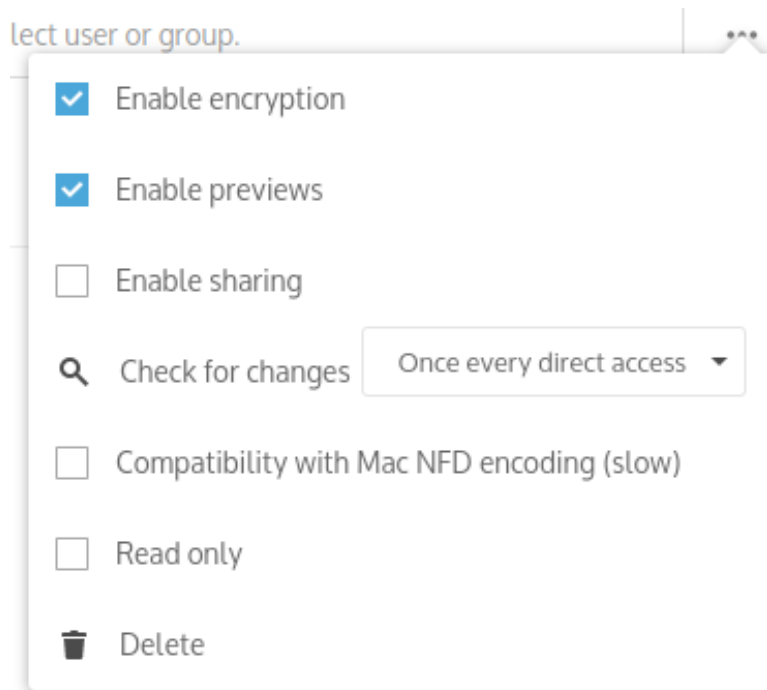 lect user or group.
Enable encryption
Enable previews
Enable sharing
Check for changes Once every direct access
Compatibility with Mac NFD encoding (slow)
Read only
Delete